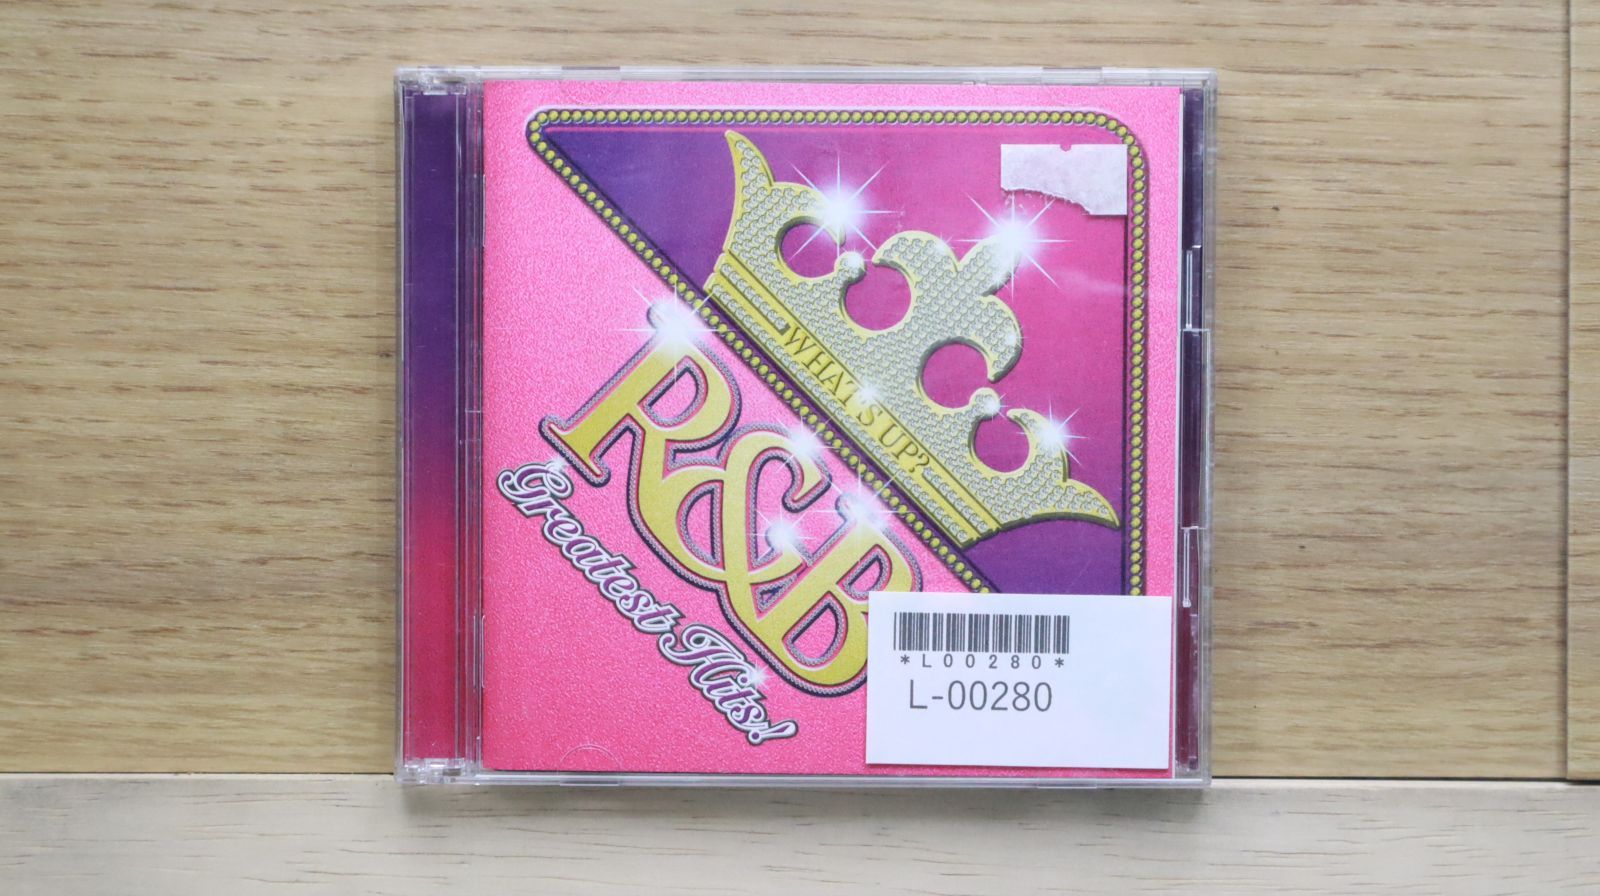 WHAT'S UP?
R&B
Greatest Hits!
*L00280*
L-00280